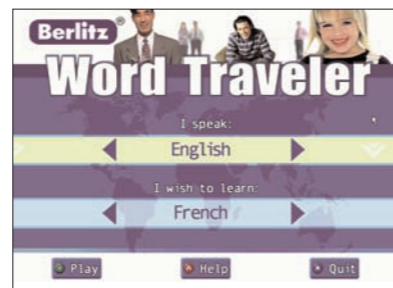 Berlitz®
Word Traveler
I speak:
English
I wish to learn:
French
Play Help Quit